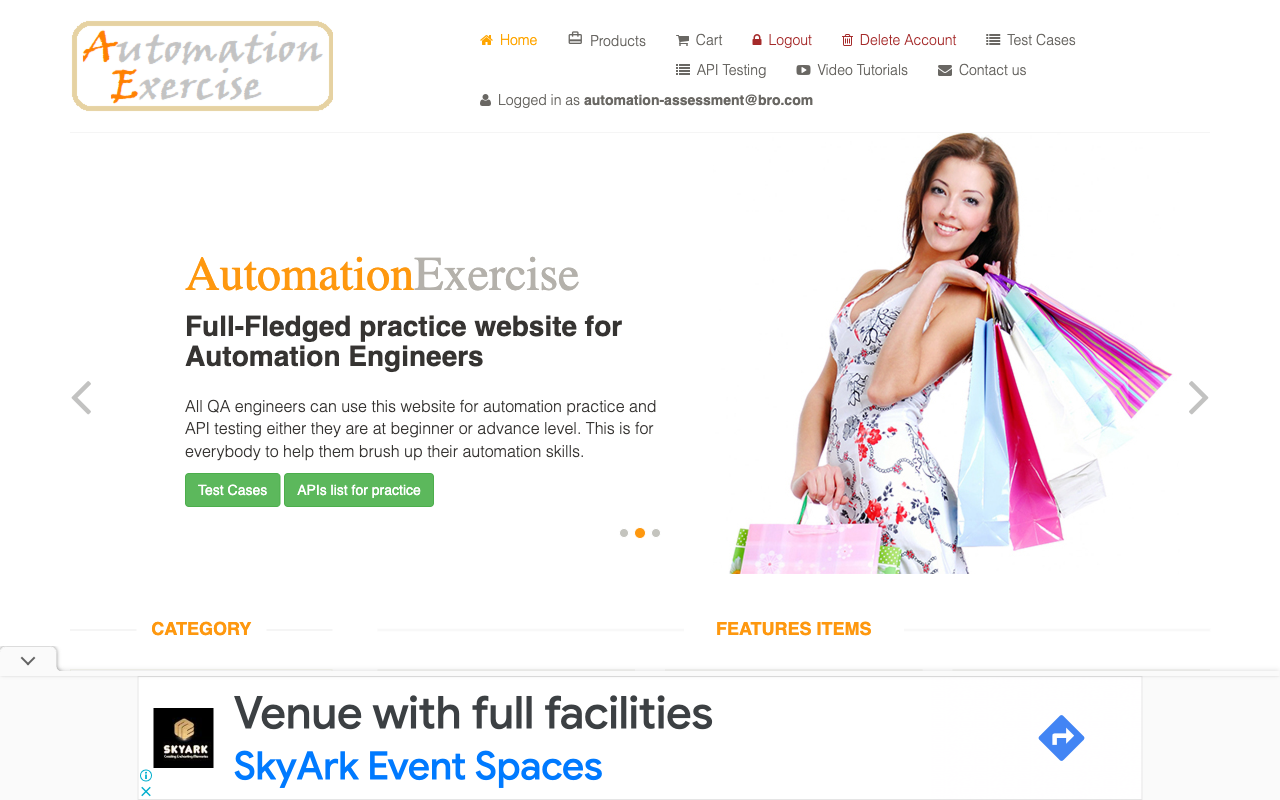 Automation
Exercise
Home
Products
Cart
Logout
Delete Account
Test Cases
API Testing
Video Tutorials
Contact us
Logged in as automation-assessment@bro.com
AutomationExercise
Full-Fledged practice website for
Automation Engineers
All QA engineers can use this website for automation practice and
API testing either they are at beginner or advance level. This is for
everybody to help them brush up their automation skills.
Test Cases
APIs list for practice
CATEGORY
FEATURES ITEMS
Venue with full facilities
SkyArk Event Spaces
SKYARK